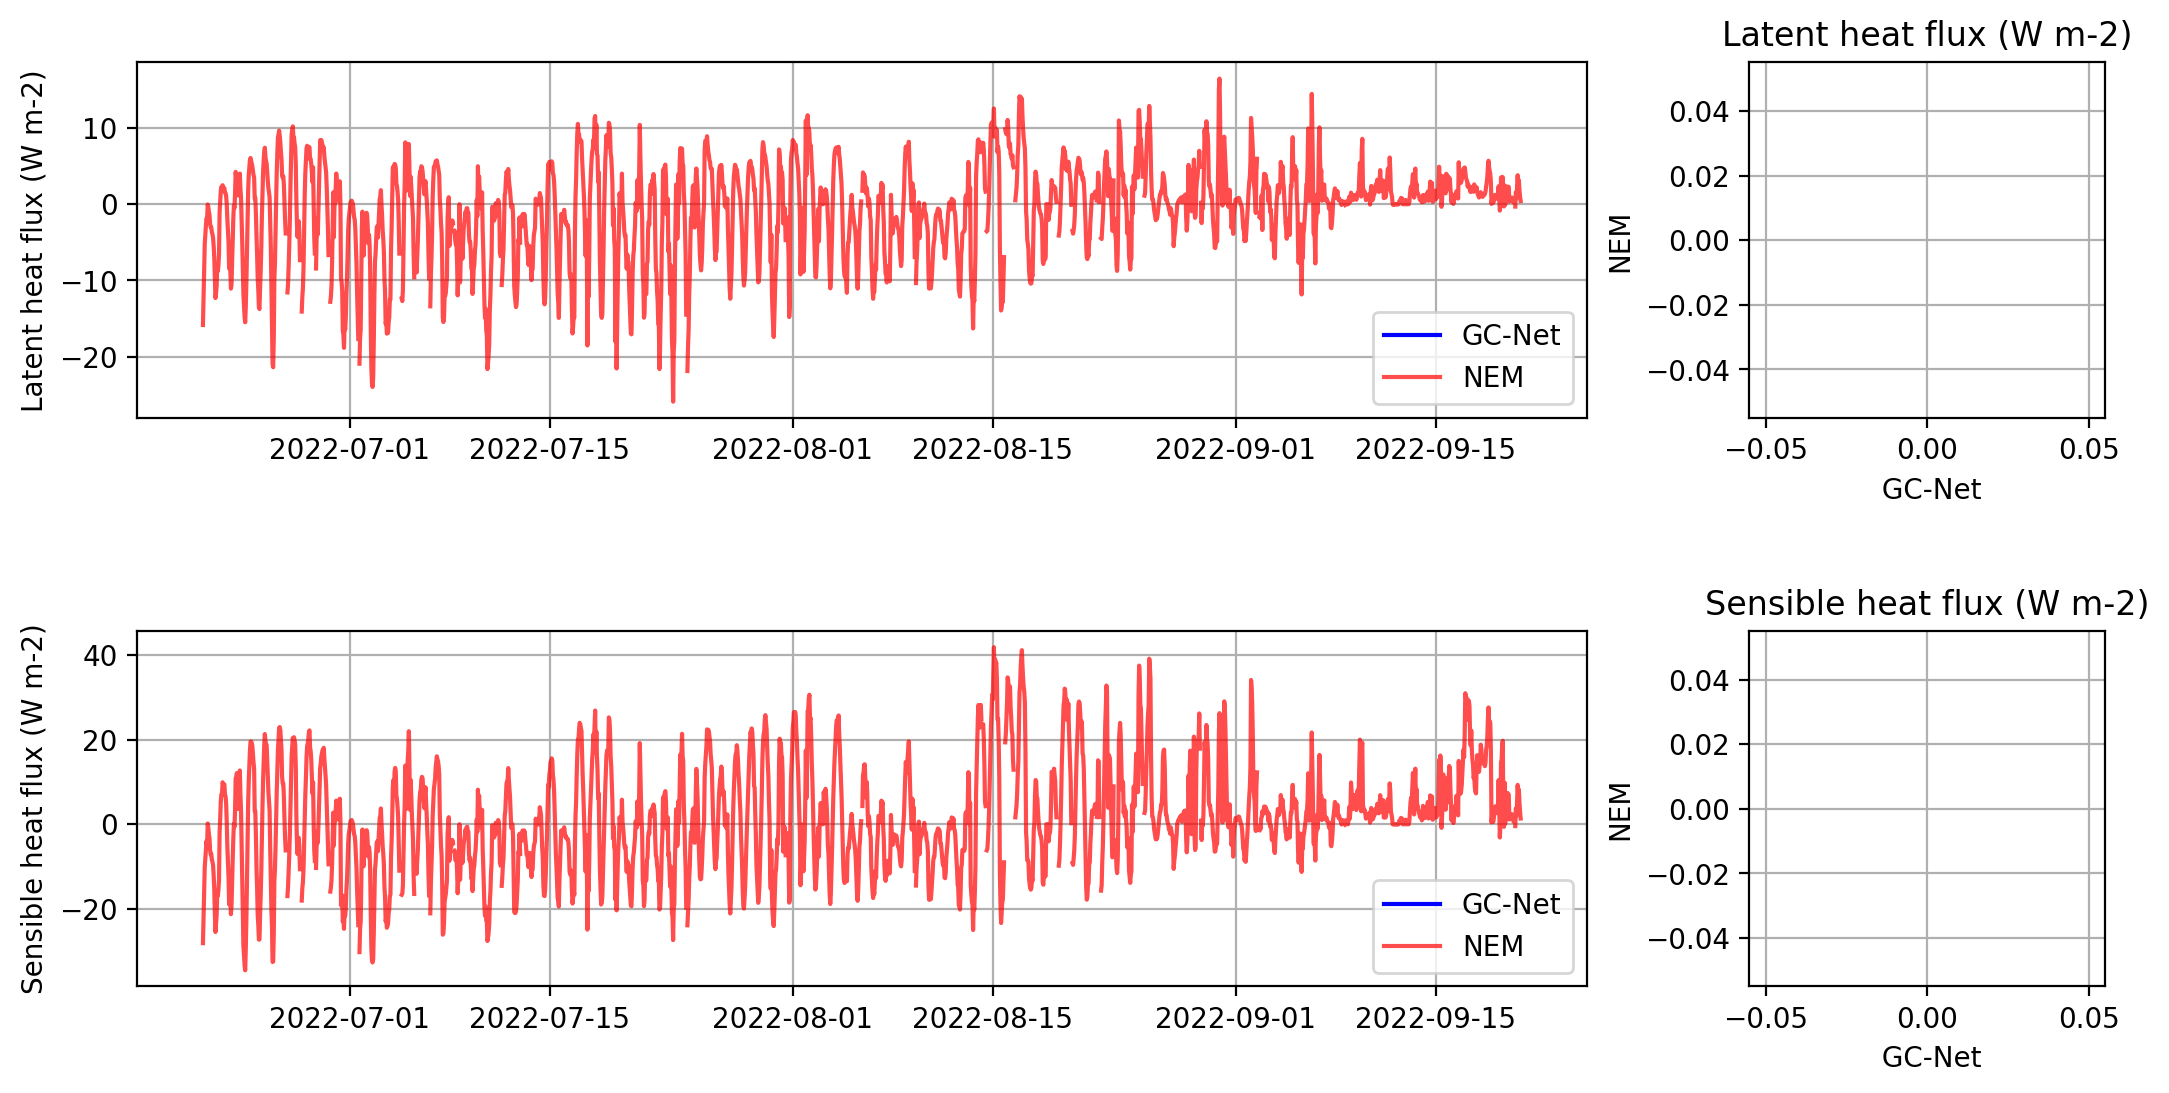 Latent heat flux (W m-2)
10
0
−10
−20
Latent heat flux (W m-2)
GC-Net
NEM
2022-07-01 2022-07-15 2022-08-01 2022-08-15 2022-09-01 2022-09-15
0.04
0.02
0.00
−0.02
−0.04
NEM
−0.05 0.00 0.05
GC-Net
Sensible heat flux (W m-2)
40
20
0
−20
Sensible heat flux (W m-2)
GC-Net
NEM
2022-07-01 2022-07-15 2022-08-01 2022-08-15 2022-09-01 2022-09-15
0.04
0.02
0.00
−0.02
−0.04
NEM
−0.05 0.00 0.05
GC-Net